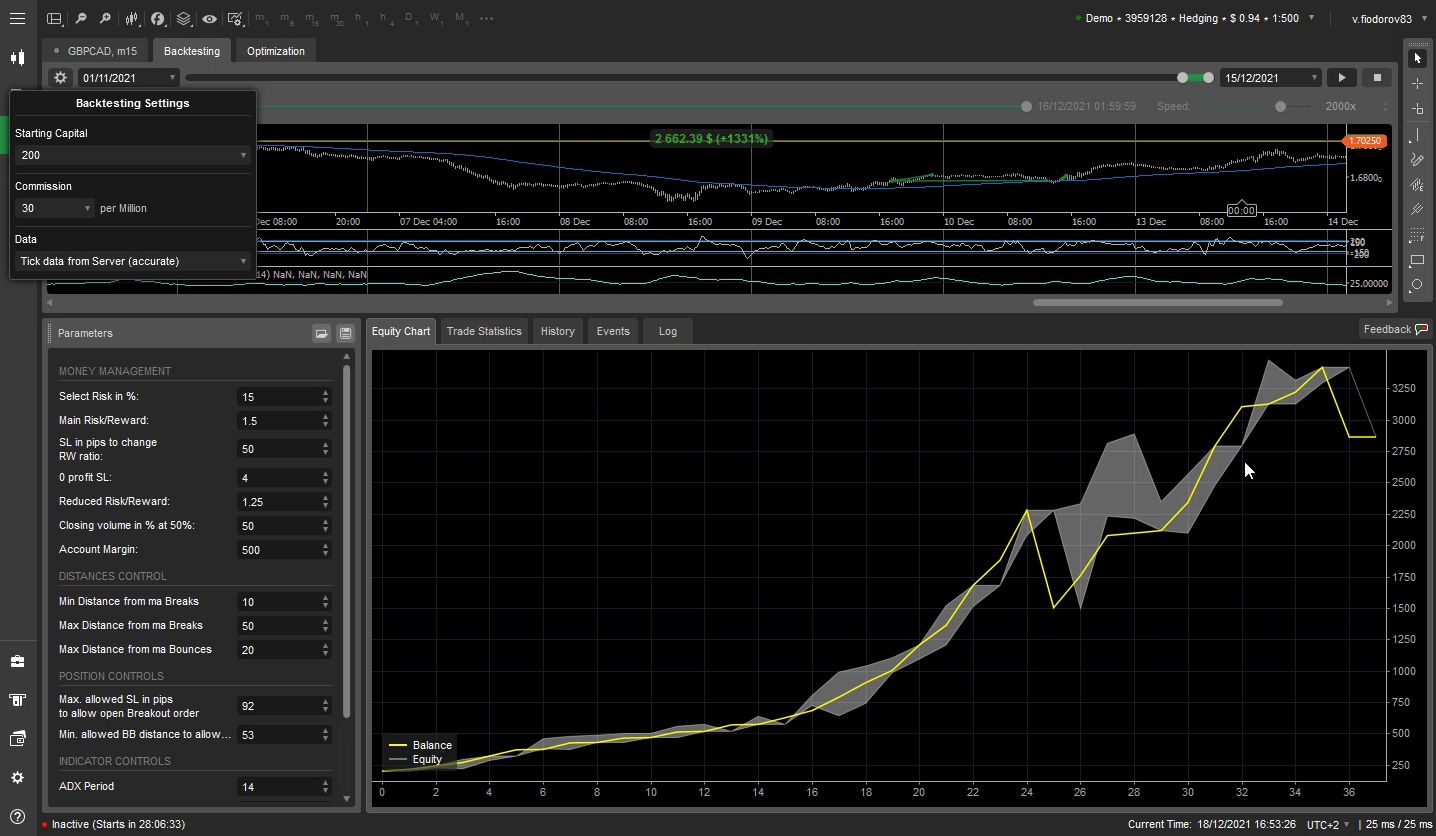 m1 m5 m15 m30 h1 h4 D1 W1 M1
Demo • 3959128 • Hedging • $ 0.94 • 1:500
v.fiodorov83
GBPCAD, m15
Backtesting
Optimization
01/11/2021
15/12/2021
Backtesting Settings
16/12/2021 01:59:59
Speed:
2000x
Starting Capital
200
Commission
30
per Million
Data
Tick data from Server (accurate)
2 662.39 $ (+1331%)
1.70250
1.6800
Dec 08:00
20:00
07 Dec 04:00
16:00
08 Dec
08:00
16:00
09 Dec
08:00
16:00
10 Dec
08:00
16:00
13 Dec
08:00
00:00
16:00
14 Dec
14) NaN, NaN, NaN, NaN
25.00000
Parameters
Equity Chart
Trade Statistics
History
Events
Log
Feedback
MONEY MANAGEMENT
Select Risk in %:
15
Main Risk/Reward:
1.5
SL in pips to change
RW ratio:
50
0 profit SL:
4
Reduced Risk/Reward:
1.25
Closing volume in % at 50%:
50
Account Margin:
500
DISTANCES CONTROL
Min Distance from ma Breaks
10
Max Distance from ma Breaks
50
Max Distance from ma Bounces
20
POSITION CONTROLS
Max. allowed SL in pips
to allow open Breakout order
92
Min. allowed BB distance to allow...
53
INDICATOR CONTROLS
ADX Period
14
3250
3000
2750
2500
2250
2000
1750
1500
1250
1000
750
500
250
Balance
Equity
0 2 4 6 8 10 12 14 16 18 20 22 24 26 28 30 32 34 36
Inactive (Starts in 28:06:33)
Current Time: 18/12/2021 16:53:26
UTC+2
25 ms / 25 ms